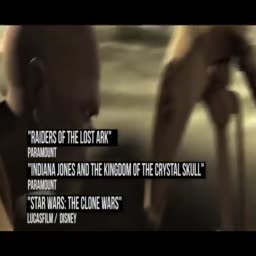 "RAIDERS OF THE LOST ARK"
PARAMOUNT
"INDIANA JONES AND THE KINGDOM OF THE CRYSTAL SKULL"
PARAMOUNT
"STAR WARS: THE CLONE WARS"
LUCASFILM / DISNEY